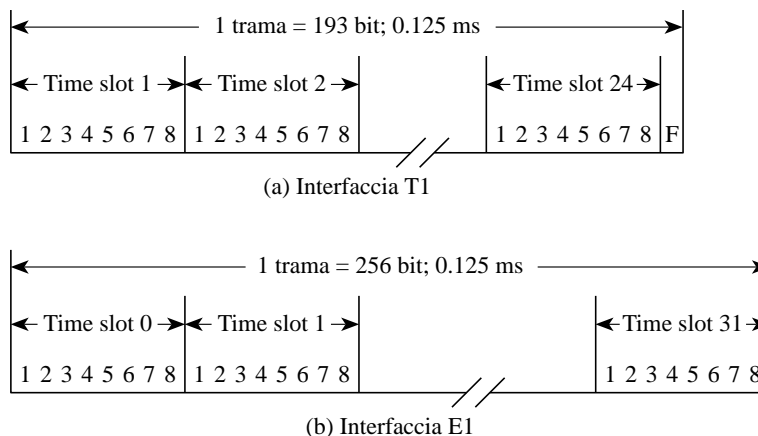 1 trama = 193 bit; 0.125 ms
Time slot 1 Time slot 2 Time slot 24
1 2 3 4 5 6 7 8 1 2 3 4 5 6 7 8 1 2 3 4 5 6 7 8 F
(a) Interfaccia T1
1 trama = 256 bit; 0.125 ms
Time slot 0 Time slot 1 Time slot 31
1 2 3 4 5 6 7 8 1 2 3 4 5 6 7 8 1 2 3 4 5 6 7 8
(b) Interfaccia E1